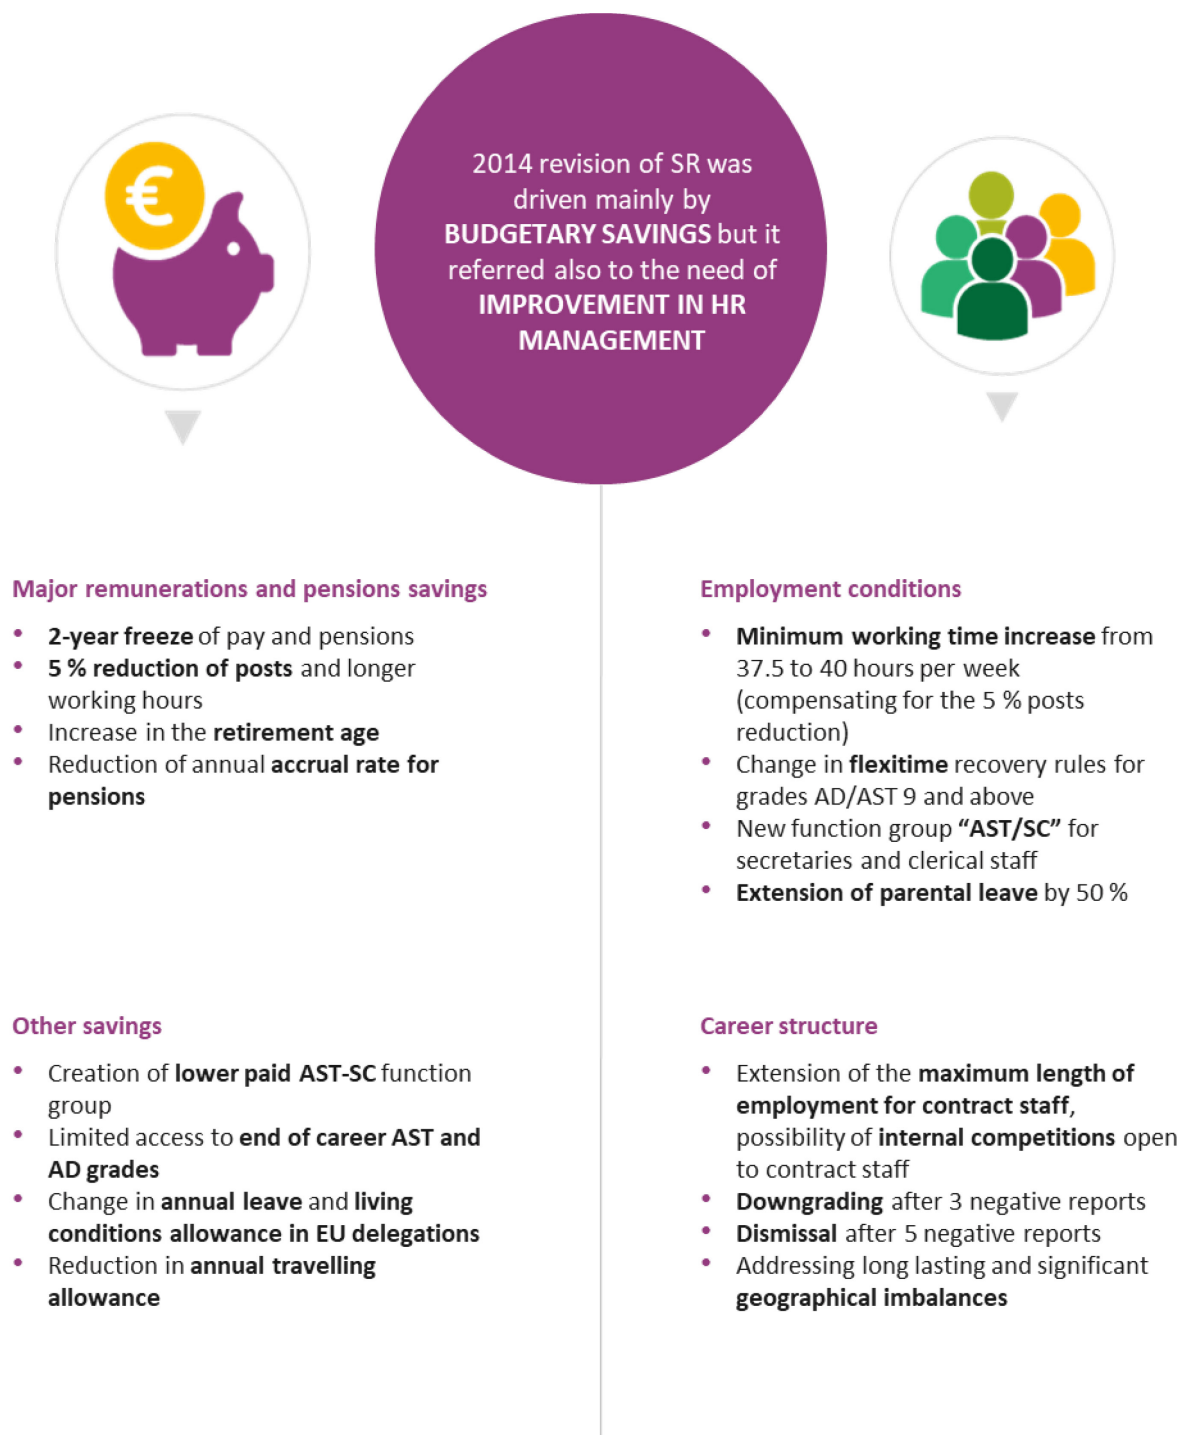 €
2014 revision of SR was
driven mainly by
BUDGETARY SAVINGS but it
referred also to the need of
IMPROVEMENT IN HR
MANAGEMENT
Major remunerations and pensions savings
• 2-year freeze of pay and pensions
• 5 % reduction of posts and longer
working hours
• Increase in the retirement age
• Reduction of annual accrual rate for
pensions
Other savings
• Creation of lower paid AST-SC function
group
• Limited access to end of career AST and
AD grades
• Change in annual leave and living
conditions allowance in EU delegations
• Reduction in annual travelling
allowance
Employment conditions
• Minimum working time increase from
37.5 to 40 hours per week
(compensating for the 5 % posts
reduction)
• Change in flexitime recovery rules for
grades AD/AST 9 and above
• New function group “AST/SC” for
secretaries and clerical staff
• Extension of parental leave by 50 %
Career structure
• Extension of the maximum length of
employment for contract staff,
possibility of internal competitions open
to contract staff
• Downgrading after 3 negative reports
• Dismissal after 5 negative reports
• Addressing long lasting and significant
geographical imbalances